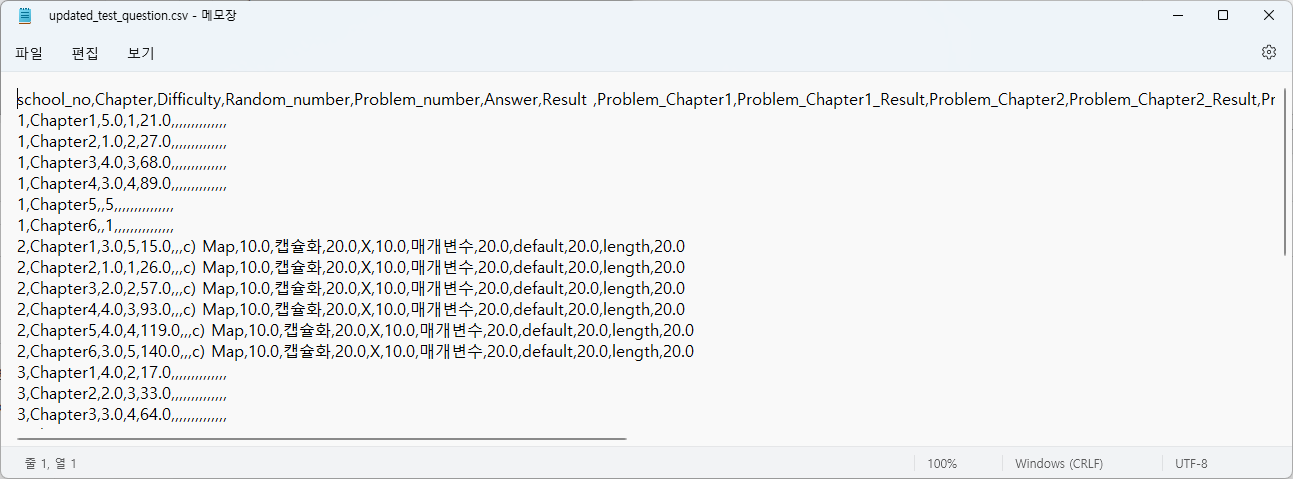 updated_test_question.csv - 메모장
파일 편집 보기
school_no,Chapter,Difficulty,Random_number,Problem_number,Answer,Result ,Problem_Chapter1,Problem_Chapter1_Result,Problem_Chapter2,Problem_Chapter2_Result,Pr
1,Chapter1,5.0,1,21.0,,,,,,,,,,,,,,
1,Chapter2,1.0,2,27.0,,,,,,,,,,,,,,
1,Chapter3,4.0,3,68.0,,,,,,,,,,,,,,
1,Chapter4,3.0,4,89.0,,,,,,,,,,,,,,
1,Chapter5,,5,,,,,,,,,,,,,,,
1,Chapter6,,1,,,,,,,,,,,,,,,
2,Chapter1,3.0,5,15.0,,,c) Map,10.0,캡슐화,20.0,X,10.0,매개변수,20.0,default,20.0,length,20.0
2,Chapter2,1.0,1,26.0,,,c) Map,10.0,캡슐화,20.0,X,10.0,매개변수,20.0,default,20.0,length,20.0
2,Chapter3,2.0,2,57.0,,,c) Map,10.0,캡슐화,20.0,X,10.0,매개변수,20.0,default,20.0,length,20.0
2,Chapter4,4.0,3,93.0,,,c) Map,10.0,캡슐화,20.0,X,10.0,매개변수,20.0,default,20.0,length,20.0
2,Chapter5,4.0,4,119.0,,,c) Map,10.0,캡슐화,20.0,X,10.0,매개변수,20.0,default,20.0,length,20.0
2,Chapter6,3.0,5,140.0,,,c) Map,10.0,캡슐화,20.0,X,10.0,매개변수,20.0,default,20.0,length,20.0
3,Chapter1,4.0,2,17.0,,,,,,,,,,,,,,
3,Chapter2,2.0,3,33.0,,,,,,,,,,,,,,
3,Chapter3,3.0,4,64.0,,,,,,,,,,,,,,
줄 1, 열 1 100% Windows (CRLF) UTF-8